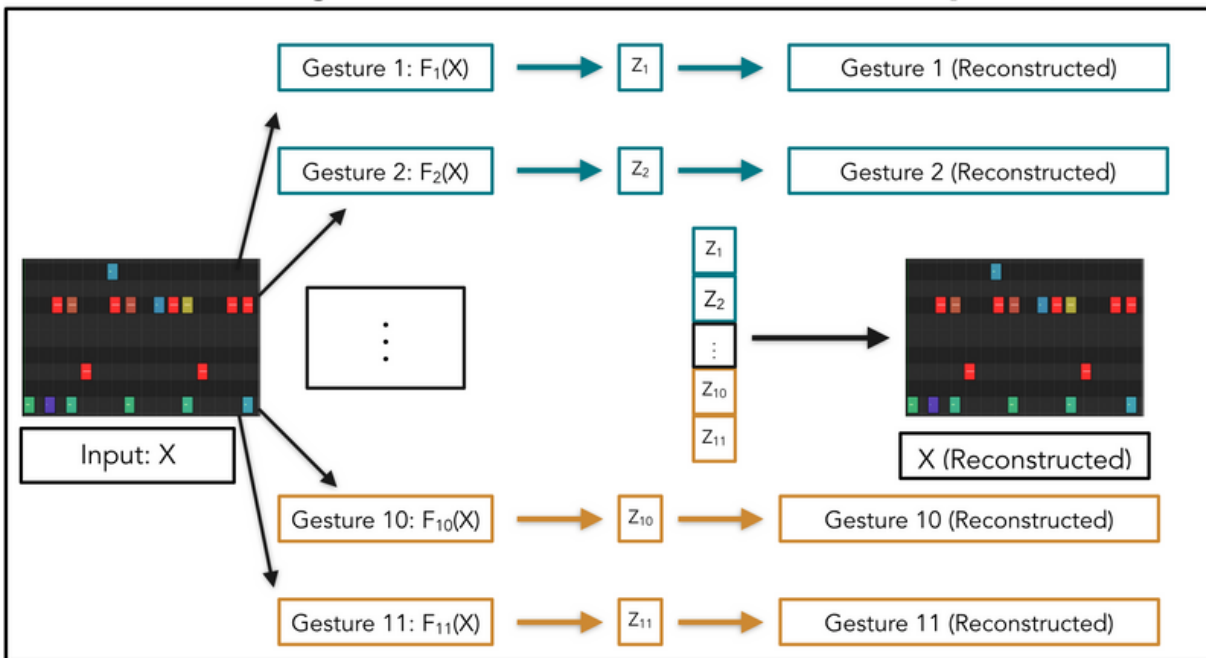 Gesture 1: F₁(X)
Z₁
Gesture 1 (Reconstructed)
Gesture 2: F₂(X)
Z₂
Gesture 2 (Reconstructed)
Z₁
Z₂
⋮
⋮
Z₁₀
Z₁₁
Input: X
X (Reconstructed)
Gesture 10: F₁₀(X)
Z₁₀
Gesture 10 (Reconstructed)
Gesture 11: F₁₁(X)
Z₁₁
Gesture 11 (Reconstructed)